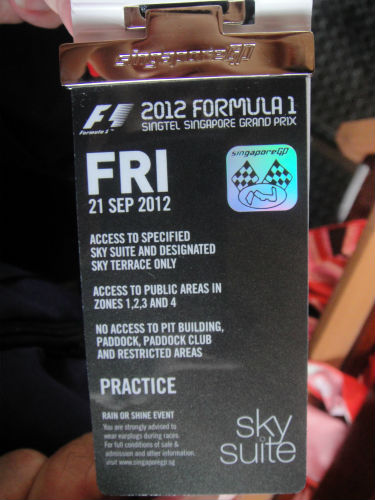 singaporeGP
F1
Formula 1™
2012 FORMULA 1
SINGTEL SINGAPORE GRAND PRIX
FRI
21 SEP 2012
singaporeGP
ACCESS TO SPECIFIED
SKY SUITE AND DESIGNATED
SKY TERRACE ONLY
ACCESS TO PUBLIC AREAS IN
ZONES 1,2,3 AND 4
NO ACCESS TO PIT BUILDING,
PADDOCK, PADDOCK CLUB
AND RESTRICTED AREAS
PRACTICE
RAIN OR SHINE EVENT
You are strongly advised to
wear earplugs during races.
For full conditions of sale &
admission and other information,
visit www.singaporegp.sg
sky
suite